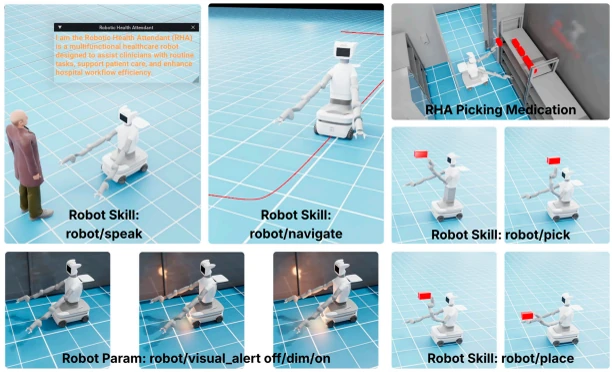 Robotic Health Attendant (RHA)
I am the Robotic Health Attendant (RHA)
is a multifunctional healthcare robot
designed to assist clinicians with routine
tasks, support patient care, and enhance
hospital workflow efficiency.
Robot Skill:
robot/speak
Robot Skill:
robot/navigate
RHA Picking Medication
Robot Skill: robot/pick
Robot Param: robot/visual_alert off/dim/on
Robot Skill: robot/place